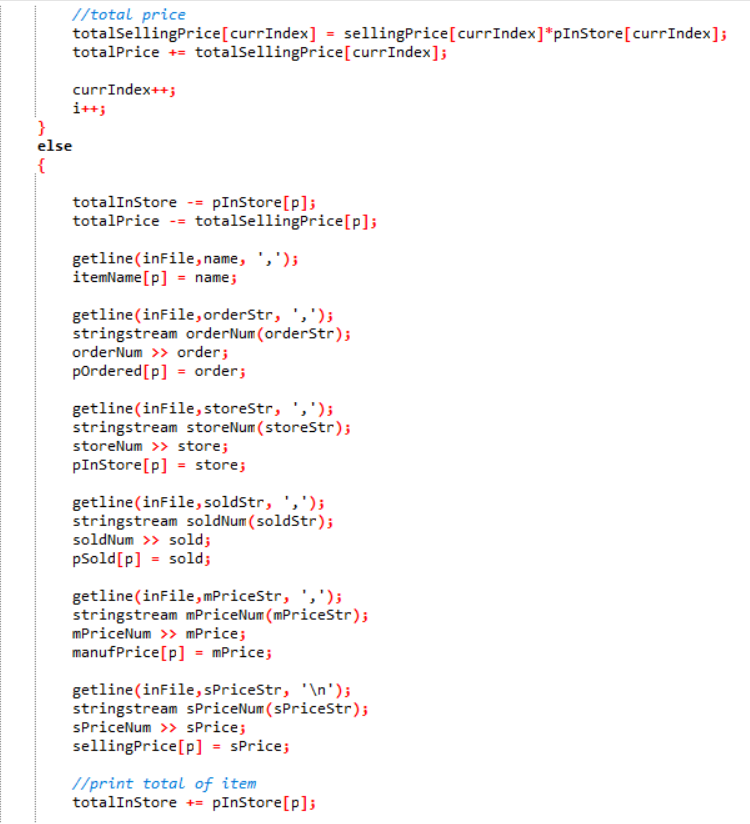 //total price
totalSellingPrice[currIndex] = sellingPrice[currIndex]*pInStore[currIndex];
totalPrice += totalSellingPrice[currIndex];
currIndex++;
i++;
}
else
{
totalInStore -= pInStore[p];
totalPrice -= totalSellingPrice[p];
getline(inFile,name, ',');
itemName[p] = name;
getline(inFile,orderStr, ',');
stringstream orderNum(orderStr);
orderNum >> order;
pOrdered[p] = order;
getline(inFile,storeStr, ',');
stringstream storeNum(storeStr);
storeNum >> store;
pInStore[p] = store;
getline(inFile,soldStr, ',');
stringstream soldNum(soldStr);
soldNum >> sold;
pSold[p] = sold;
getline(inFile,mPriceStr, ',');
stringstream mPriceNum(mPriceStr);
mPriceNum >> mPrice;
manufPrice[p] = mPrice;
getline(inFile,sPriceStr, '\n');
stringstream sPriceNum(sPriceStr);
sPriceNum >> sPrice;
sellingPrice[p] = sPrice;
//print total of item
totalInStore += pInStore[p];